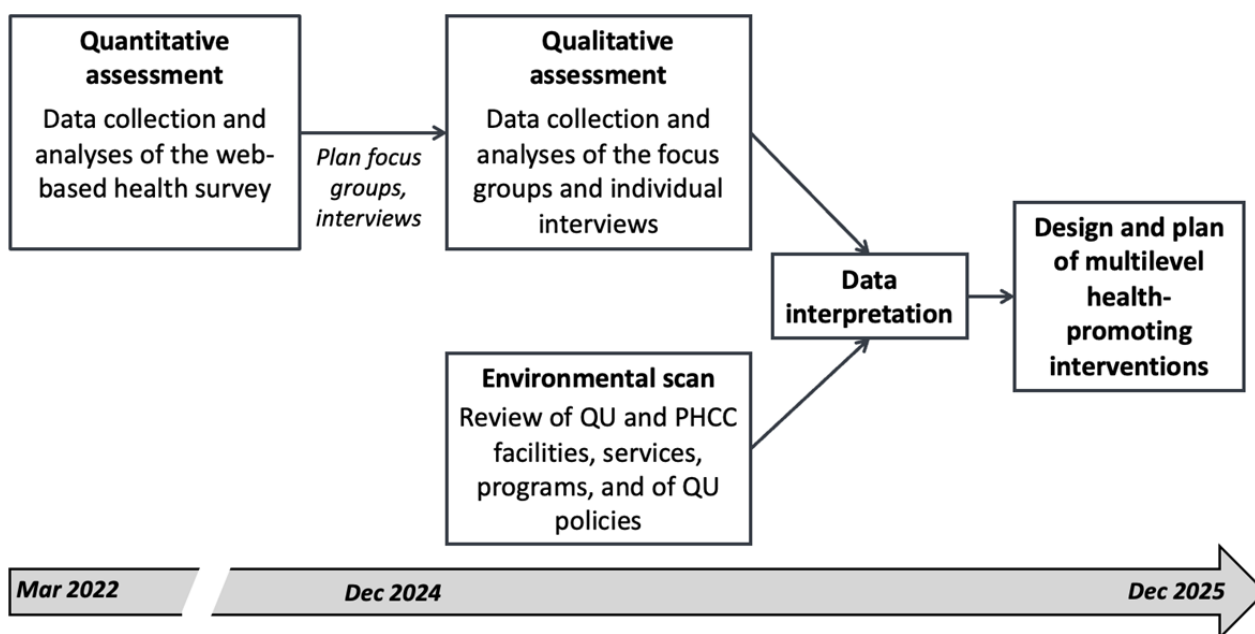 Quantitative
assessment
Data collection and
analyses of the web-
based health survey
Plan focus
groups,
interviews
Qualitative
assessment
Data collection and
analyses of the focus
groups and individual
interviews
Environmental scan
Review of QU and PHCC
facilities, services,
programs, and of QU
policies
Data
interpretation
Design and plan
of multilevel
health-
promoting
interventions
Mar 2022
Dec 2024
Dec 2025